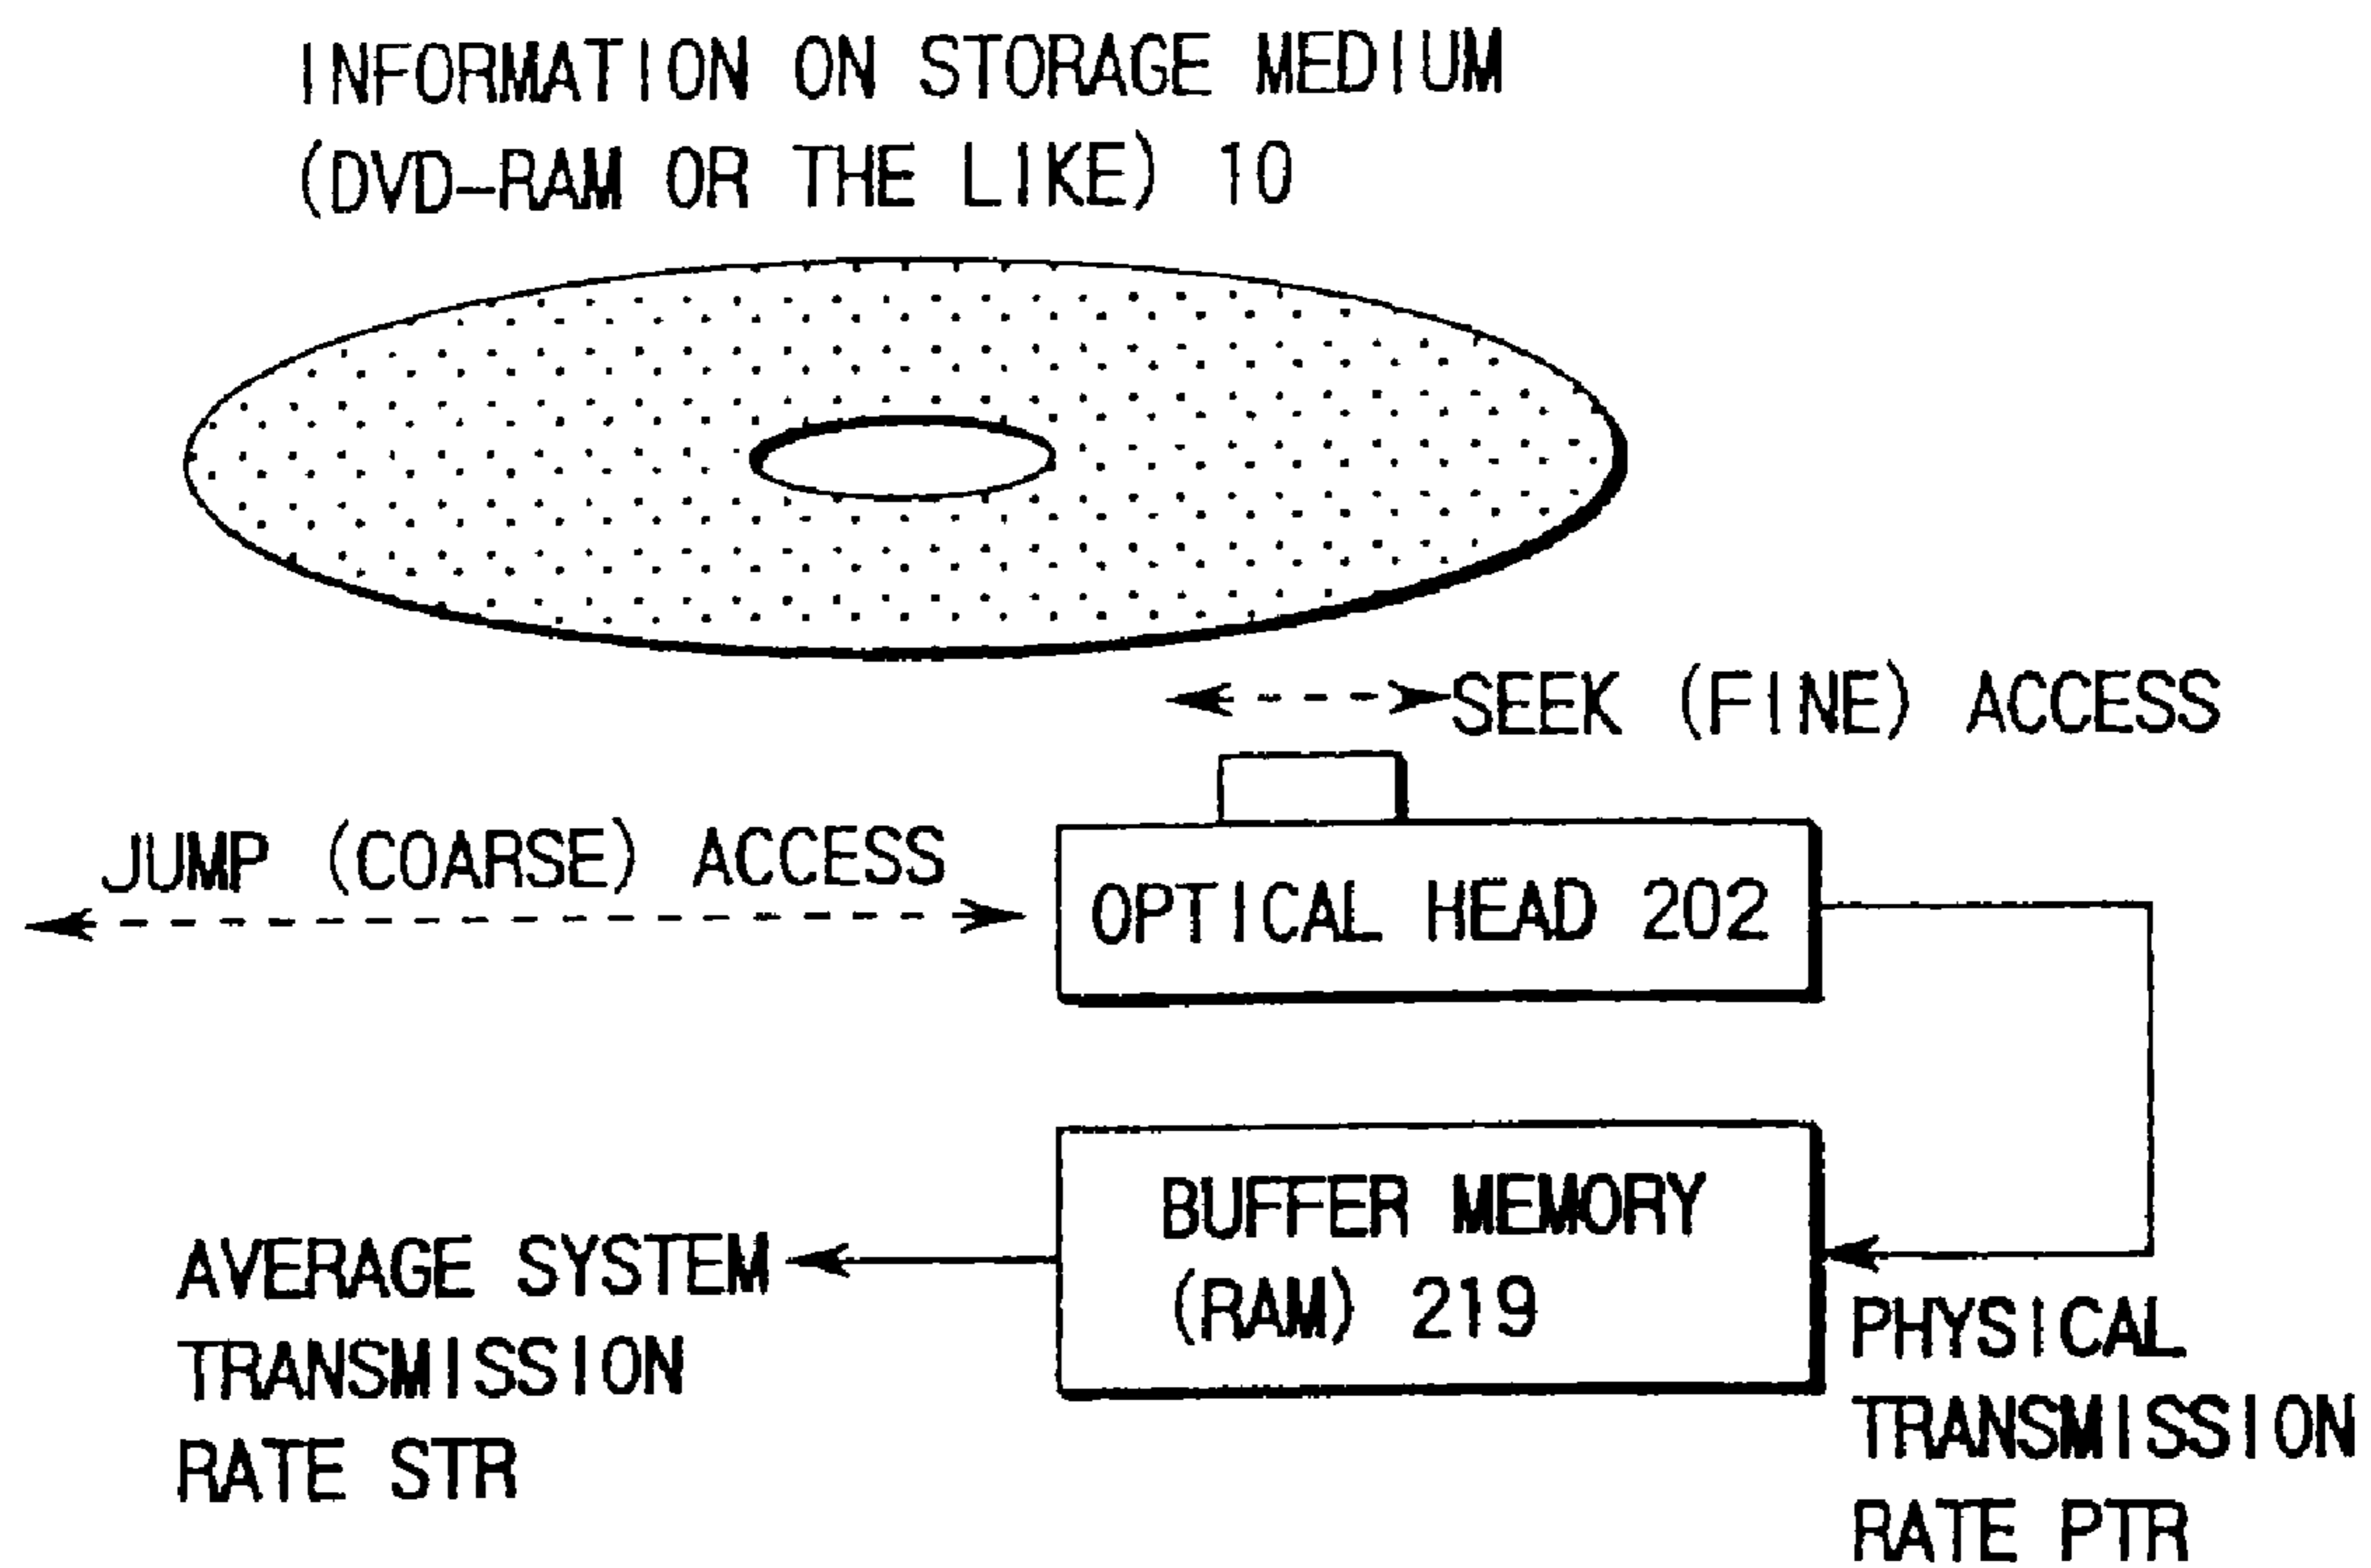 INFORMATION ON STORAGE MEDIUM
(DVD-RAM OR THE LIKE) 10
SEEK (FINE) ACCESS
JUMP (COARSE) ACCESS
OPTICAL HEAD 202
BUFFER MEMORY
(RAM) 219
AVERAGE SYSTEM
TRANSMISSION
RATE STR
PHYSICAL
TRANSMISSION
RATE PTR